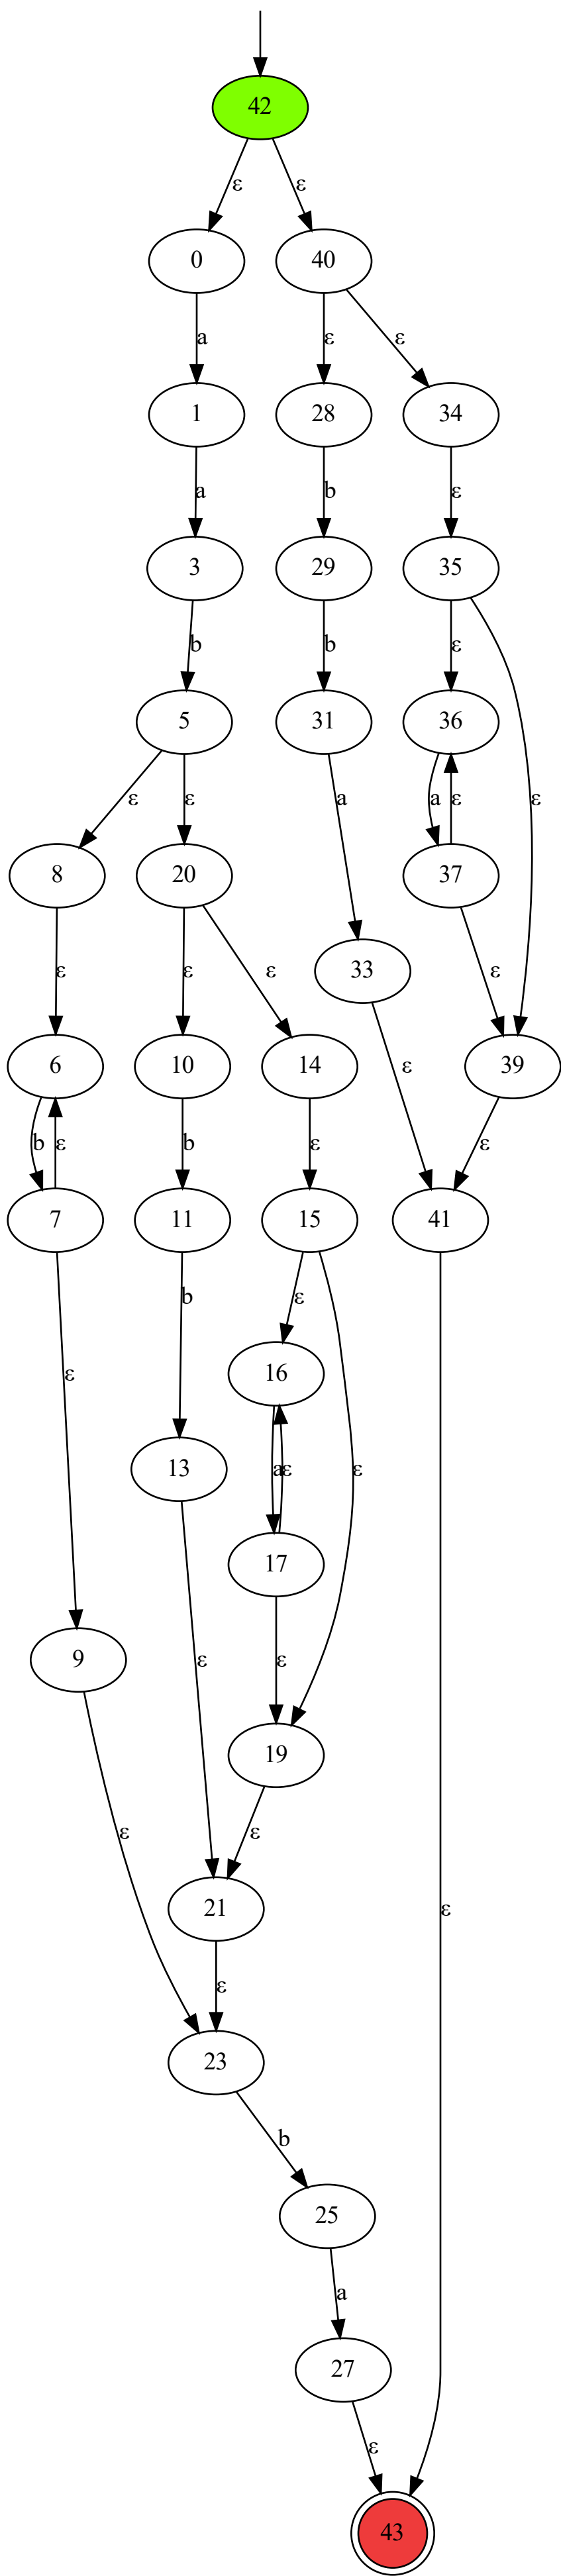 42
ε ε
0 40
a ε ε
1 28 34
a b ε
3 29 35
b b ε
5 31 36
ε ε a a ε ε
8 20 37
ε ε ε 33 ε
6 10 14 ε 39
b ε b ε ε
7 11 15 41
b ε
ε 16
13 a ε ε
17
9 ε ε
19
ε ε
21 ε
ε
23
b
25
a
27
ε
43